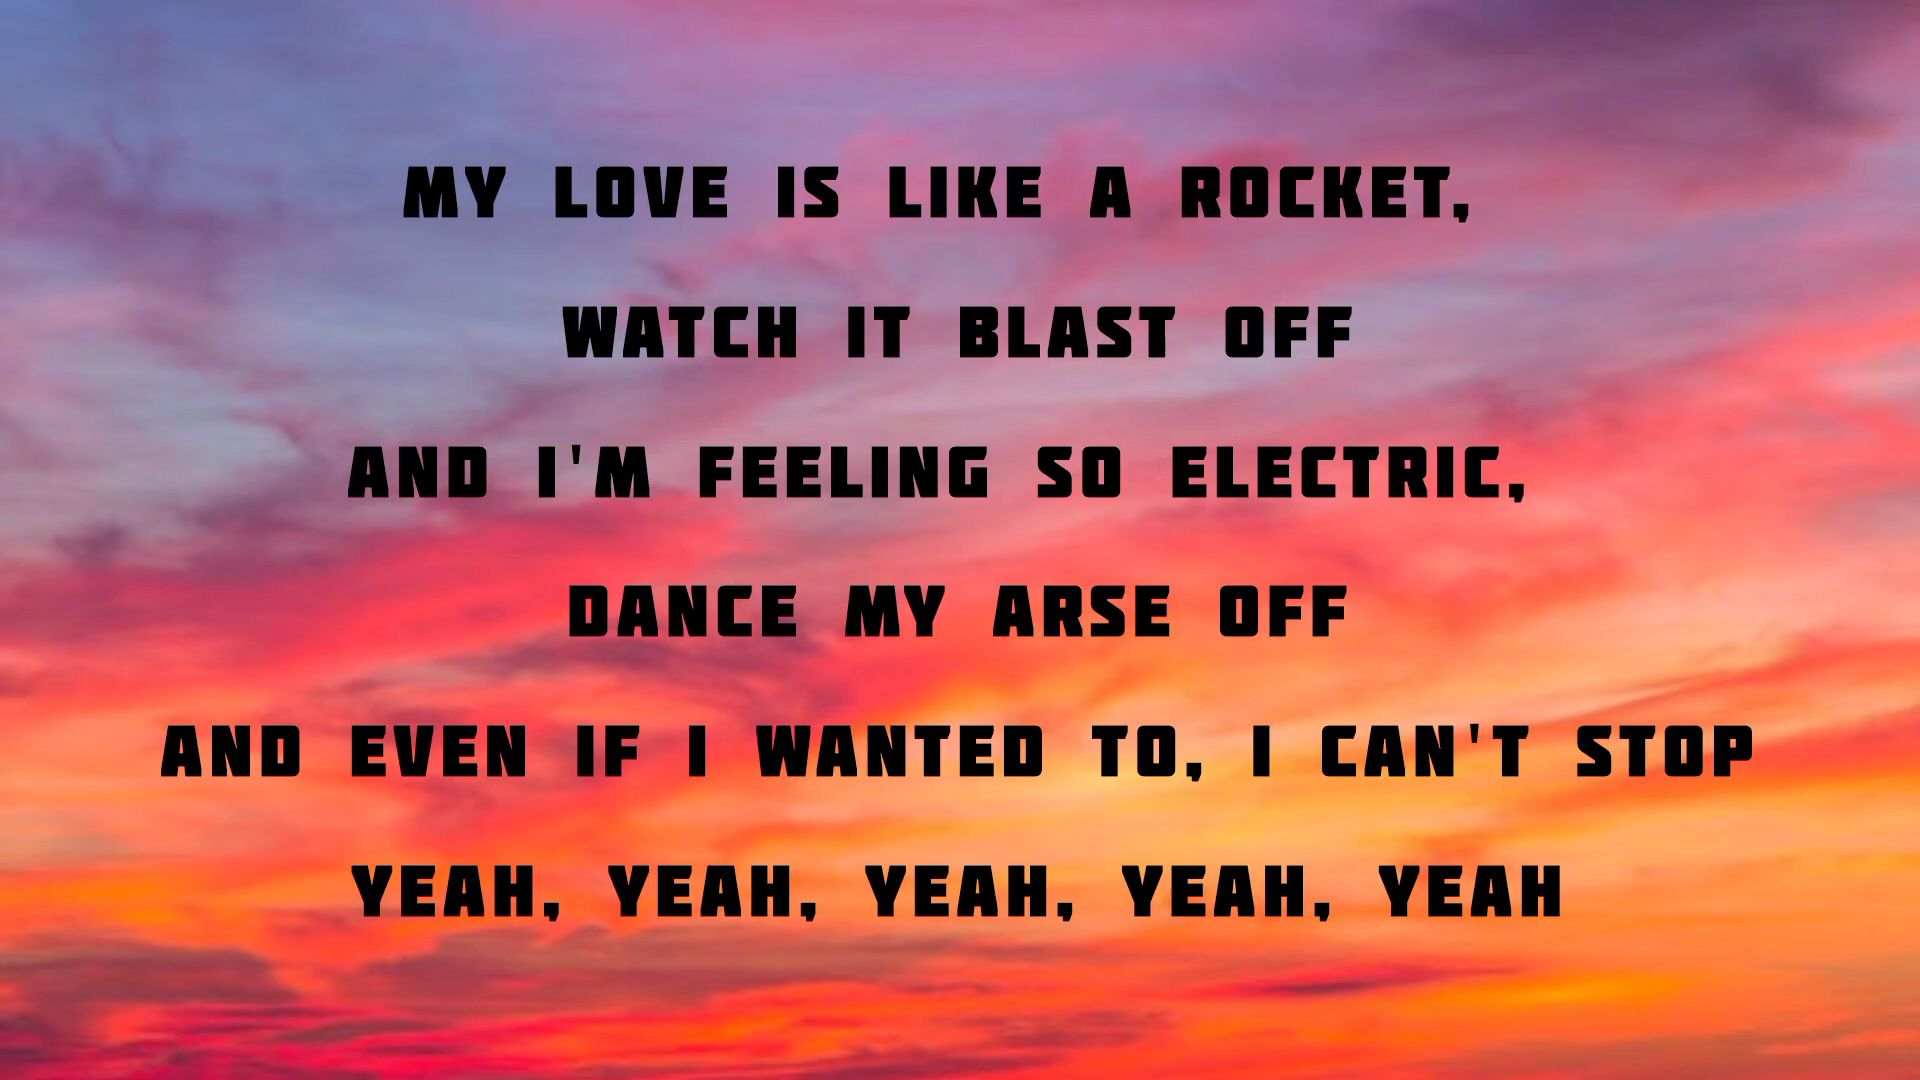 MY LOVE IS LIKE A ROCKET,
WATCH IT BLAST OFF
AND I'M FEELING SO ELECTRIC,
DANCE MY ARSE OFF
AND EVEN IF I WANTED TO, I CAN'T STOP
YEAH, YEAH, YEAH, YEAH, YEAH